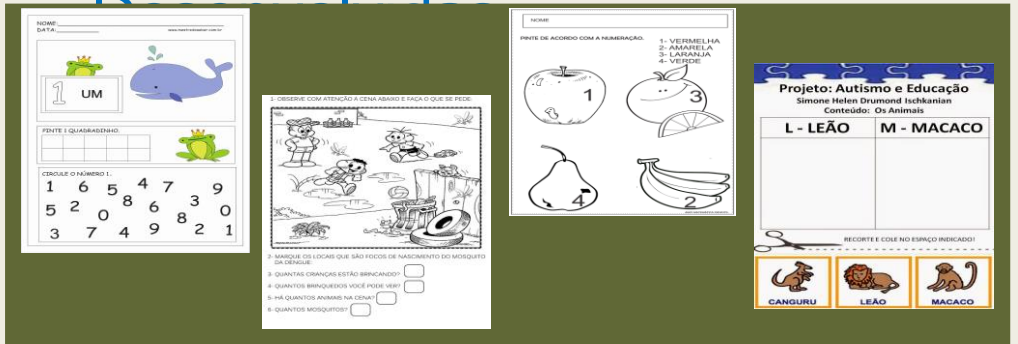 NOME:
DATA:
1 UM
PINTE 1 QUADRADINHO.
CIRCULE O NÚMERO 1.
1 6 5 4 7 9
5 2 0 8 6 8 3 0
3 7 4 9 2 1
1- OBSERVE COM ATENÇÃO A CENA ABAIXO E FAÇA O QUE SE PEDE:
2- MARQUE OS LOCAIS QUE SÃO FOCOS DE NASCIMENTO DO MOSQUITO
DA DENGUE:
3- QUANTAS CRIANÇAS ESTÃO BRINCANDO?
4- QUANTOS BRINQUEDOS VOCÊ PODE VER?
5- HÁ QUANTOS ANIMAIS NA CENA?
6- QUANTOS MOSQUITOS?
NOME
PINTE DE ACORDO COM A NUMERAÇÃO.
1- VERMELHA
2- AMARELA
3- LARANJA
4- VERDE
1
3
4
2
Projeto: Autismo e Educação
Simone Helen Drumond Ischkanian
Conteúdo: Os Animais
L - LEÃO M - MACACO
RECORTE E COLE NO ESPAÇO INDICADO!
CANGURU LEÃO MACACO